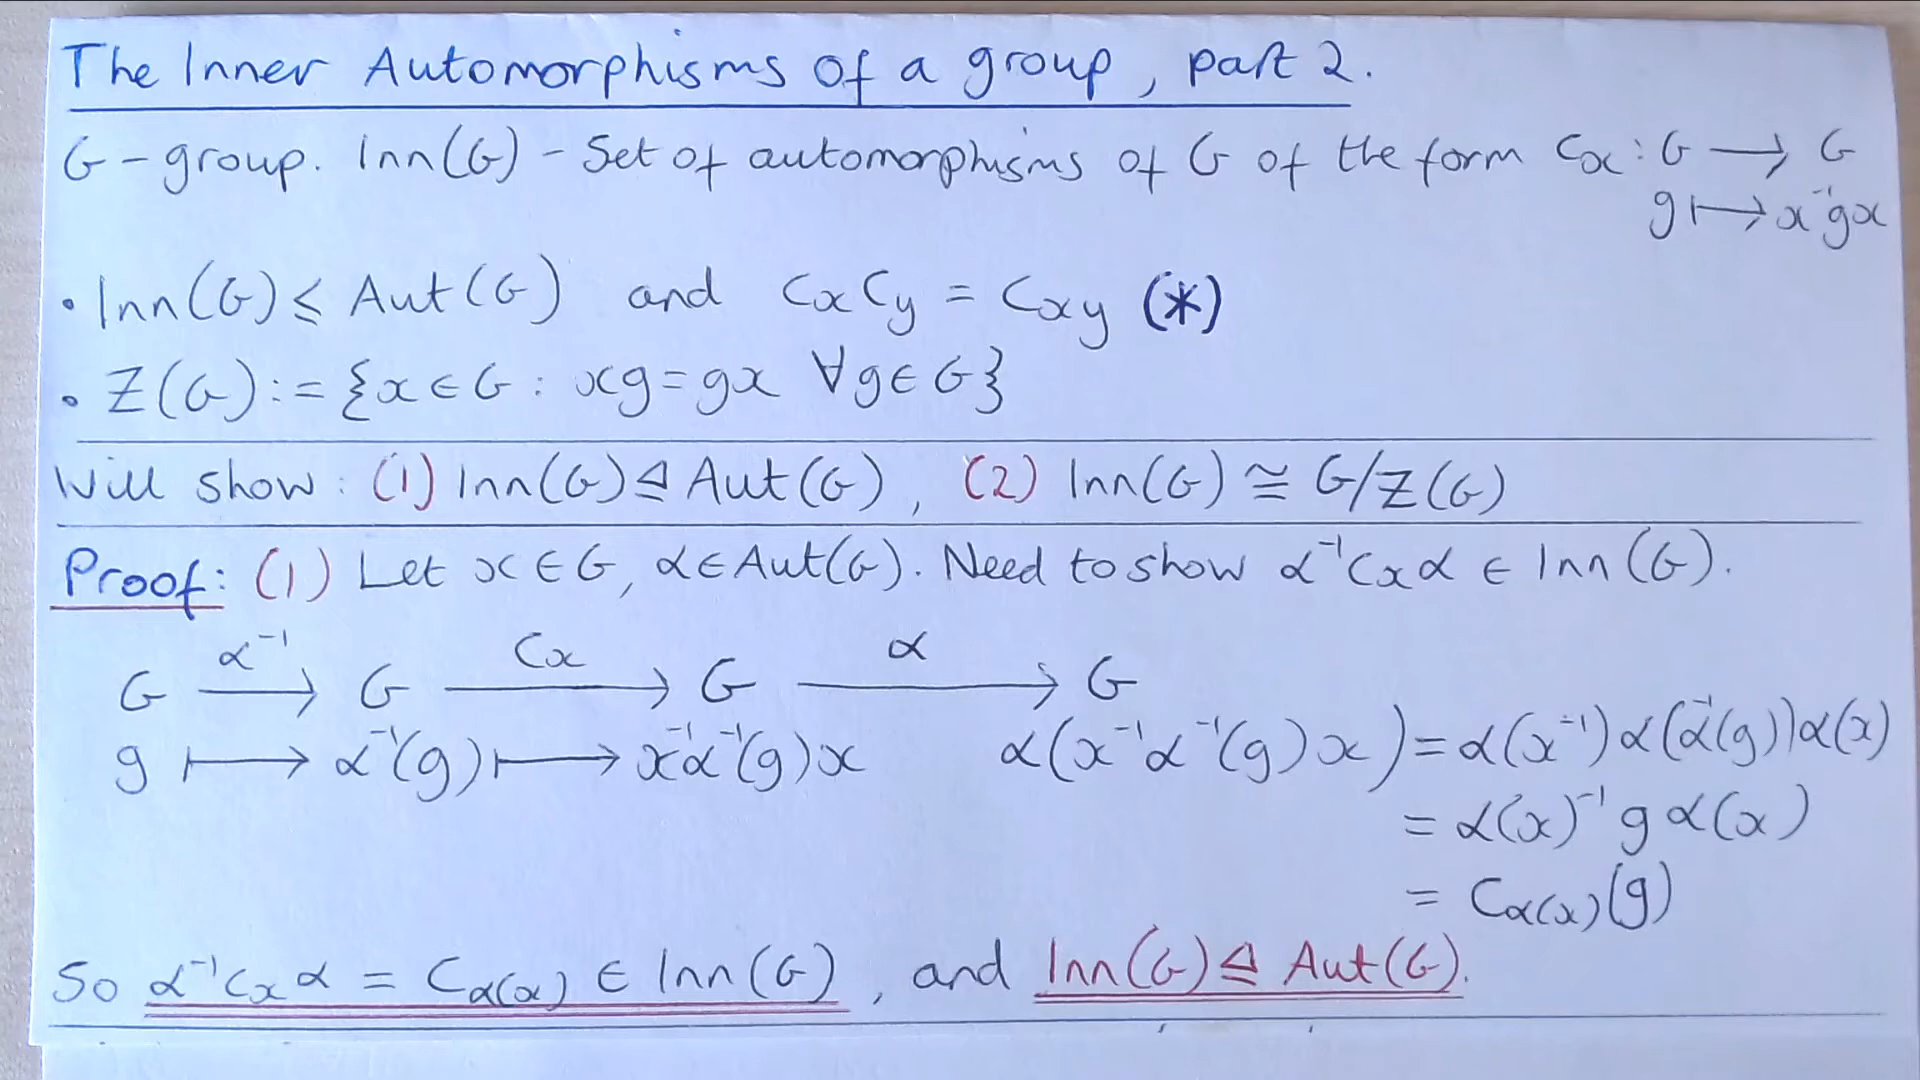 The Inner Automorphisms of a group, part 2.
G - group. Inn(G) - Set of automorphisms of G of the form Cx : G ⟶ G
g ⟼ x⁻¹gx
• Inn(G) ≤ Aut(G) and CxCy = Cxy (*)
• Z(G) := {x ∈ G : xg = gx ∀g ∈ G}
Will show : (1) Inn(G) ⊴ Aut(G) , (2) Inn(G) ≅ G/Z(G)
Proof: (1) Let x ∈ G, α ∈ Aut(G). Need to show α⁻¹Cxα ∈ Inn(G).
α⁻¹ Cx α
G ⟶ G ⟶ G ⟶ G
g ⟼ α⁻¹(g) ⟼ x⁻¹α⁻¹(g)x α(x⁻¹α⁻¹(g)x) = α(x⁻¹)α(α⁻¹(g))α(x)
= α(x)⁻¹gα(x)
= Cα(x)(g)
So α⁻¹Cxα = Cα(x) ∈ Inn(G) , and Inn(G) ⊴ Aut(G).